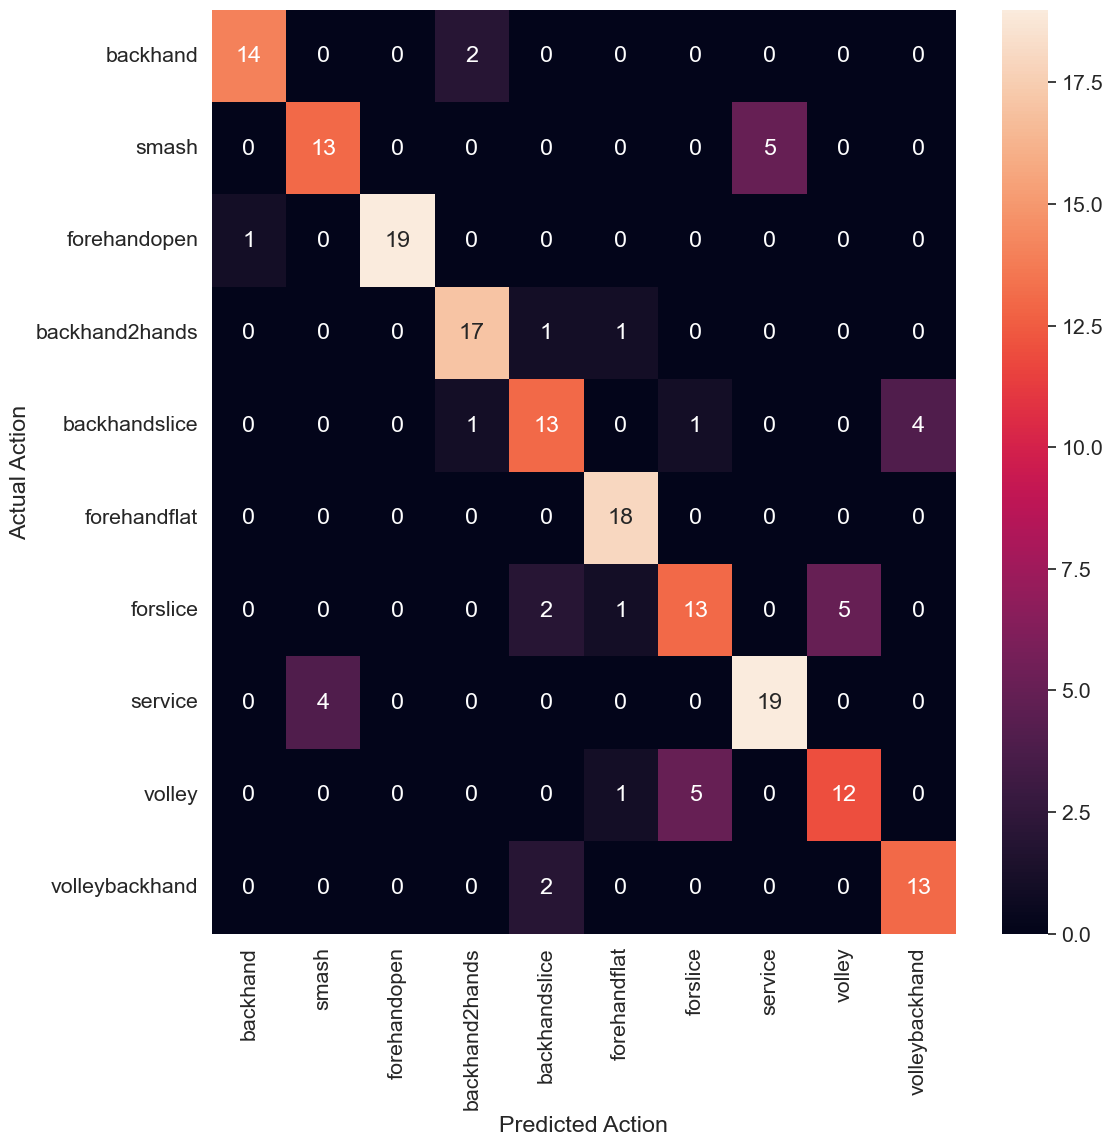 backhand 14 0 0 2 0 0 0 0 0 0
smash 0 13 0 0 0 0 0 5 0 0
forehandopen 1 0 19 0 0 0 0 0 0 0
backhand2hands 0 0 0 17 1 1 0 0 0 0
backhandslice 0 0 0 1 13 0 1 0 0 4
forehandflat 0 0 0 0 0 18 0 0 0 0
forslice 0 0 0 0 2 1 13 0 5 0
service 0 4 0 0 0 0 0 19 0 0
volley 0 0 0 0 0 1 5 0 12 0
volleybackhand 0 0 0 0 2 0 0 0 0 13
Actual Action
backhand
smash
forehandopen
backhand2hands
backhandslice
forehandflat
forslice
service
volley
volleybackhand
Predicted Action
17.5
15.0
12.5
10.0
7.5
5.0
2.5
0.0